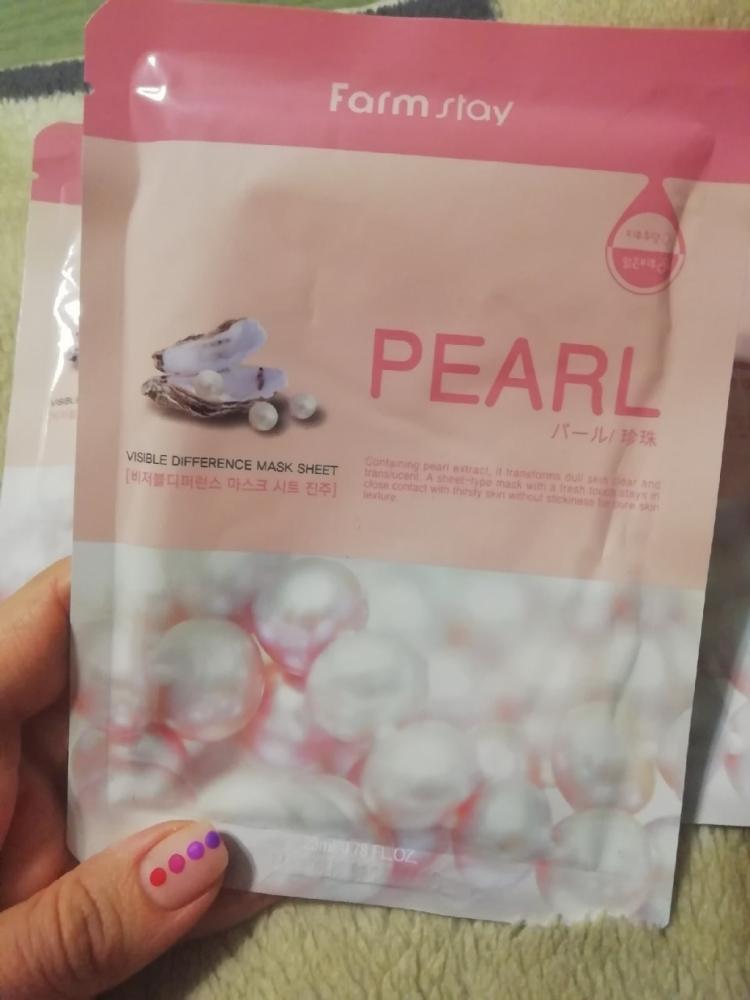 Farm stay
PEARL
パール/ 珍珠
VISIBLE DIFFERENCE MASK SHEET
[비저블디퍼런스 마스크 시트 진주]
Containing pearl extract, it transforms dull skin clear and
translucent. A sheet-type mask with a fresh touch stays in
close contact with thirsty skin without stickiness for pure skin
texture.
23ml 0.78 FL.OZ